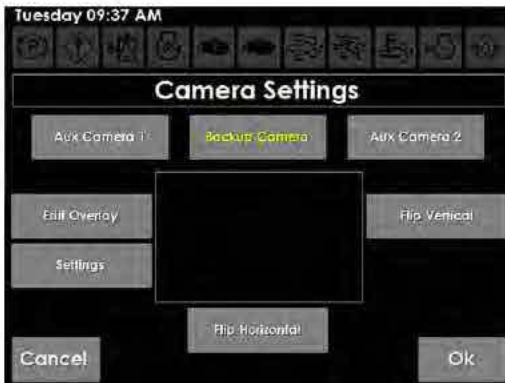 Tuesday 09:37 AM
Camera Settings
Aux Camera 1
Backup Camera
Aux Camera 2
Edit Overlay
Flip Vertical
Settings
Flip Horizontal
Cancel
Ok